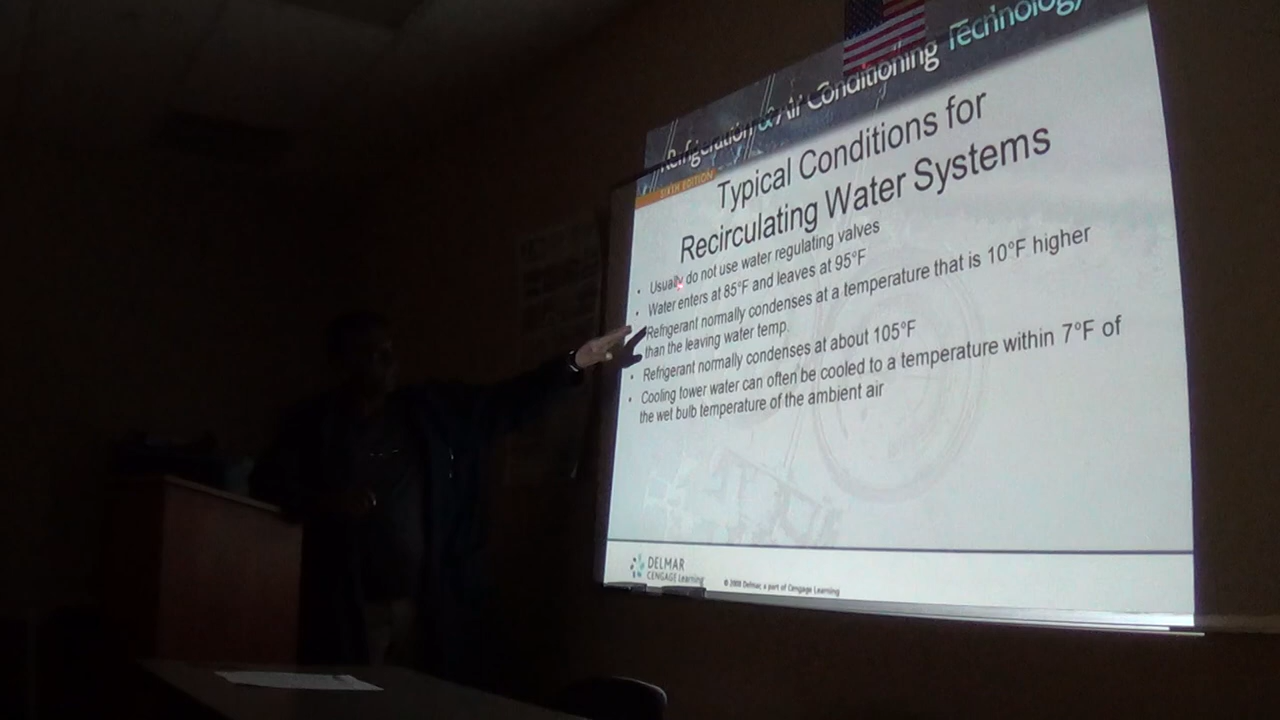 Refrigeration & Air Conditioning Technology
SIXTH EDITION
Typical Conditions for
Recirculating Water Systems
• Usually do not use water regulating valves
• Water enters at 85°F and leaves at 95°F
Refrigerant normally condenses at a temperature that is 10°F higher
than the leaving water temp.
• Refrigerant normally condenses at about 105°F
• Cooling tower water can often be cooled to a temperature within 7°F of
the wet bulb temperature of the ambient air
DELMAR
CENGAGE Learning
© 2009 Delmar, a part of Cengage Learning